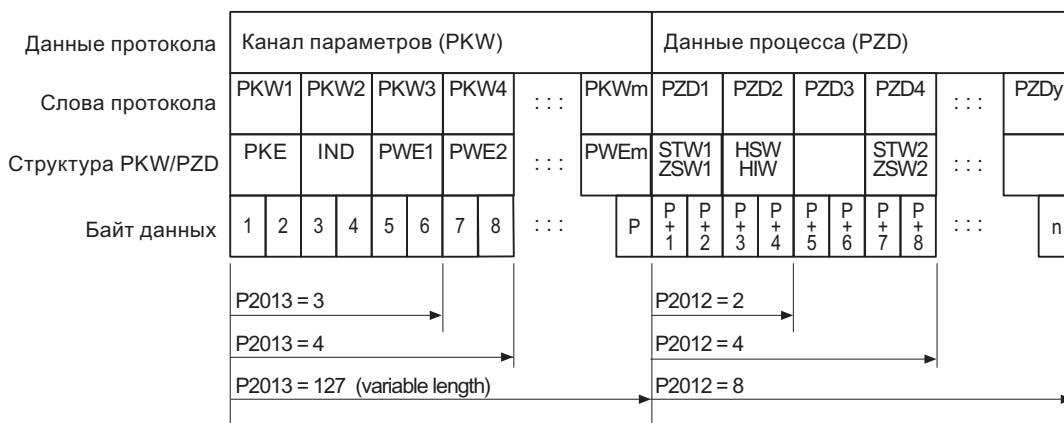 Данные протокола Канал параметров (PKW) Данные процесса (PZD)
Слова протокола PKW1 PKW2 PKW3 PKW4 : : : PKWm PZD1 PZD2 PZD3 PZD4 : : : PZDy
Структура PKW/PZD PKE IND PWE1 PWE2 : : : PWEm STW1 ZSW1 HSW HIW STW2 ZSW2 : : :
Байт данных 1 2 3 4 5 6 7 8 : : : P P+1 P+2 P+3 P+4 P+5 P+6 P+7 P+8 : : : n
P2013 = 3 P2012 = 2
P2013 = 4 P2012 = 4
P2013 = 127 (variable length) P2012 = 8